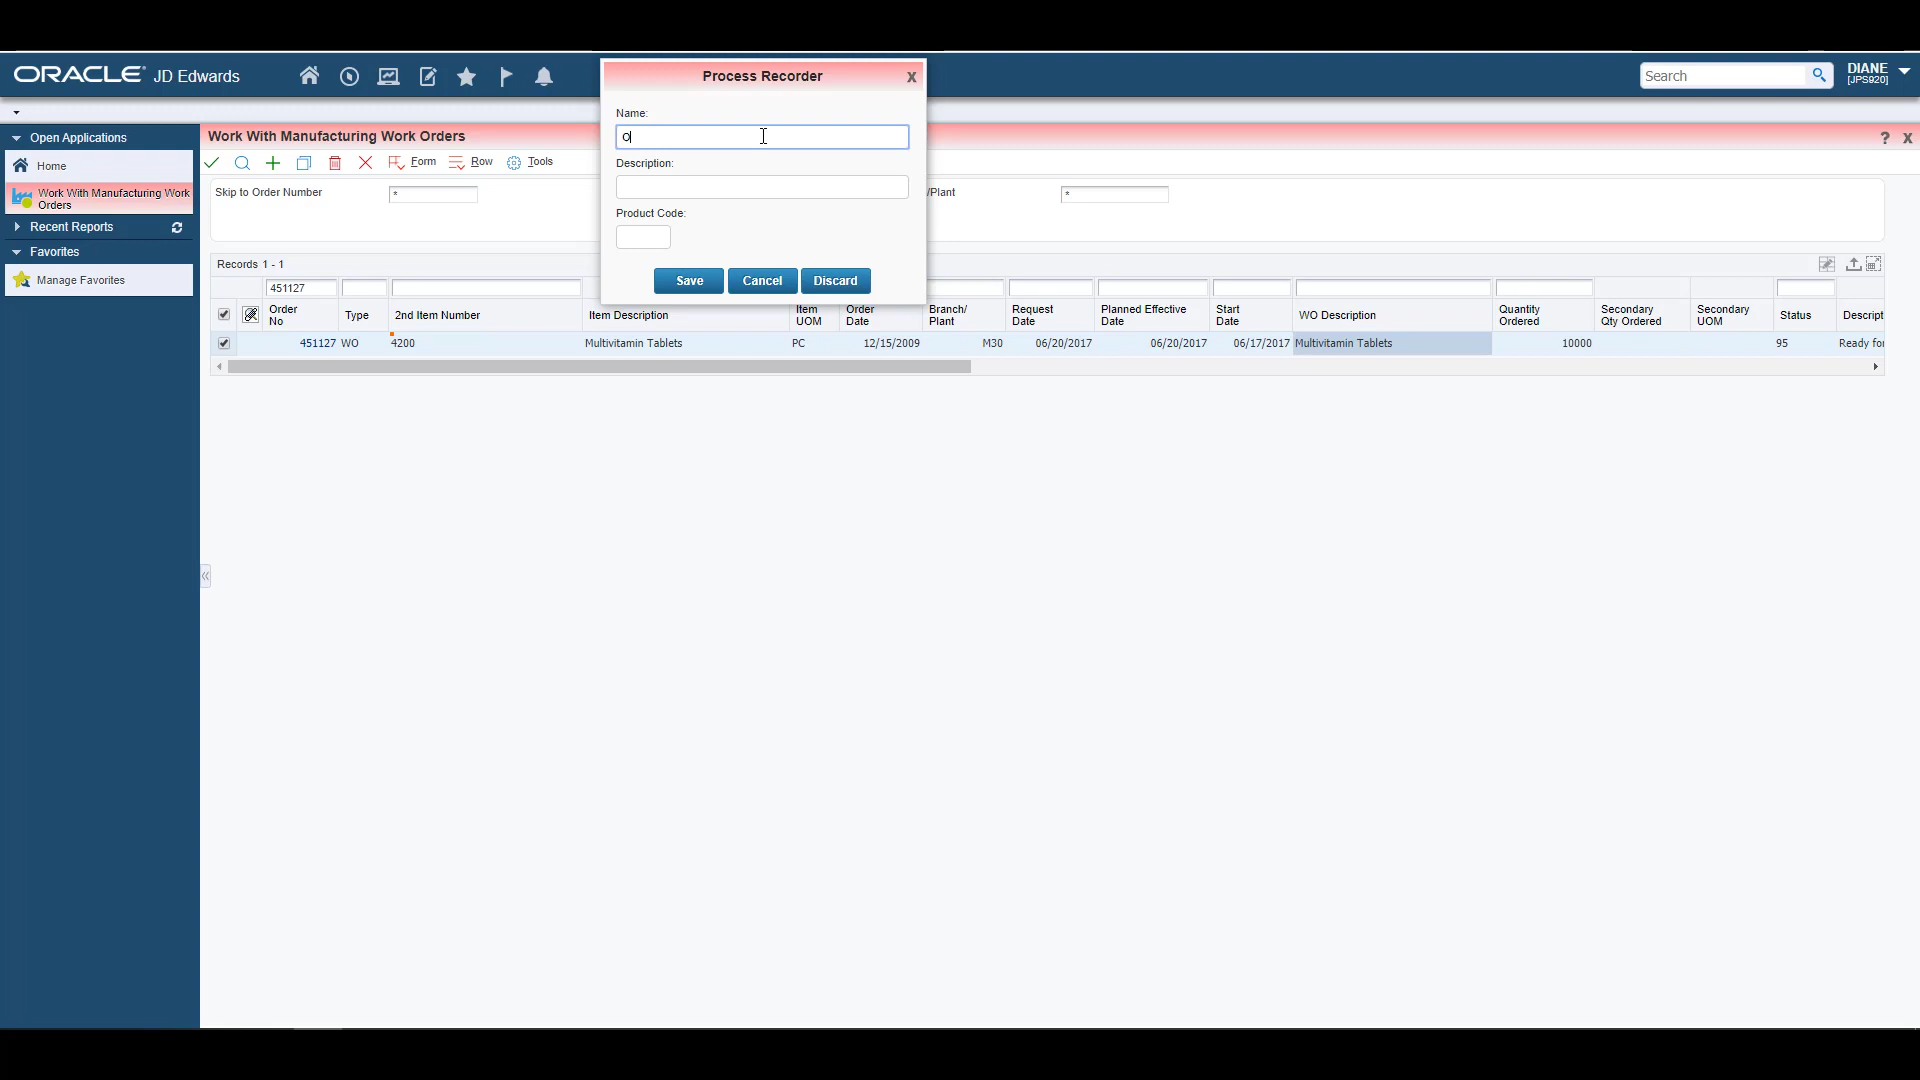 ORACLE JD Edwards
Search
DIANE
[JPS920]
Open Applications
Home
Work With Manufacturing Work
Orders
Recent Reports
Favorites
Manage Favorites
Work With Manufacturing Work Orders
? X
Form Row Tools
Skip to Order Number *
/Plant *
Process Recorder X
Name:
O
Description:
Product Code:
Save Cancel Discard
Records 1 - 1
451127
Order
No
Type
2nd Item Number
Item Description
Item
UOM
Order
Date
Branch/
Plant
Request
Date
Planned Effective
Date
Start
Date
WO Description
Quantity
Ordered
Secondary
Qty Ordered
Secondary
UOM
Status
Descript
451127 WO 4200 Multivitamin Tablets PC 12/15/2009 M30 06/20/2017 06/20/2017 06/17/2017 Multivitamin Tablets 10000 95 Ready for